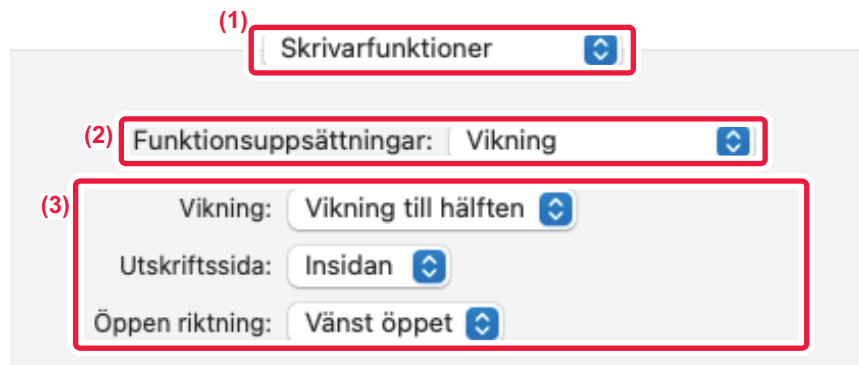 (1)
Skrivarfunktioner
(2) Funktionsuppsättningar: Vikning
(3) Vikning: Vikning till hälften
Utskriftssida: Insidan
Öppen riktning: Vänst öppet